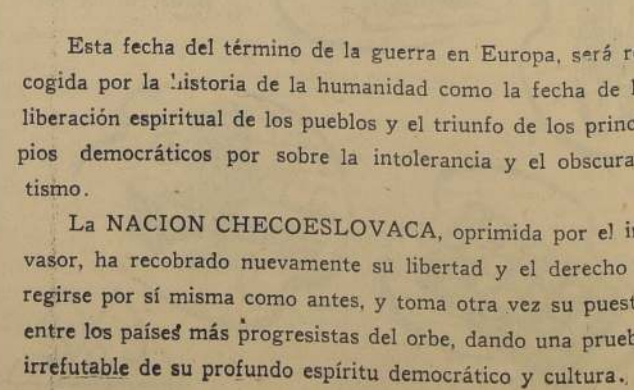 Esta fecha del término de la guerra en Europa, será r
cogida por la historia de la humanidad como la fecha de l
liberación espiritual de los pueblos y el triunfo de los princ
pios democráticos por sobre la intolerancia y el obscura
tismo.
La NACION CHECOESLOVACA, oprimida por el i
vasor, ha recobrado nuevamente su libertad y el derecho
regirse por sí misma como antes, y toma otra vez su puest
entre los países más progresistas del orbe, dando una prueb
irrefutable de su profundo espíritu democrático y cultura.